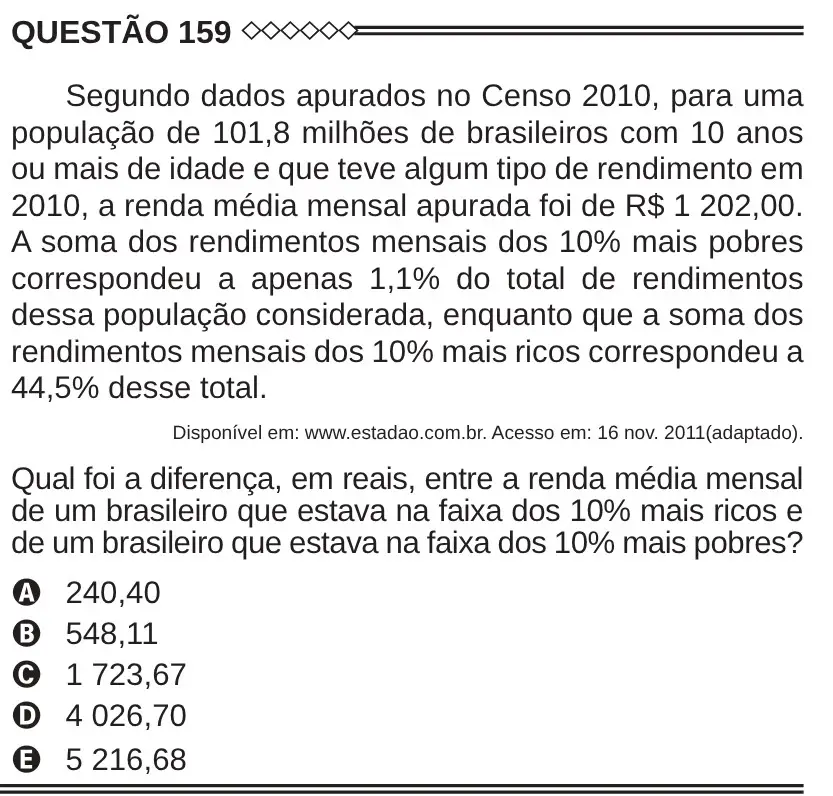 QUESTÃO 159
Segundo dados apurados no Censo 2010, para uma
população de 101,8 milhões de brasileiros com 10 anos
ou mais de idade e que teve algum tipo de rendimento em
2010, a renda média mensal apurada foi de R$ 1 202,00.
A soma dos rendimentos mensais dos 10% mais pobres
correspondeu a apenas 1,1% do total de rendimentos
dessa população considerada, enquanto que a soma dos
rendimentos mensais dos 10% mais ricos correspondeu a
44,5% desse total.
Disponível em: www.estadao.com.br. Acesso em: 16 nov. 2011(adaptado).
Qual foi a diferença, em reais, entre a renda média mensal
de um brasileiro que estava na faixa dos 10% mais ricos e
de um brasileiro que estava na faixa dos 10% mais pobres?
A 240,40
B 548,11
C 1 723,67
D 4 026,70
E 5 216,68